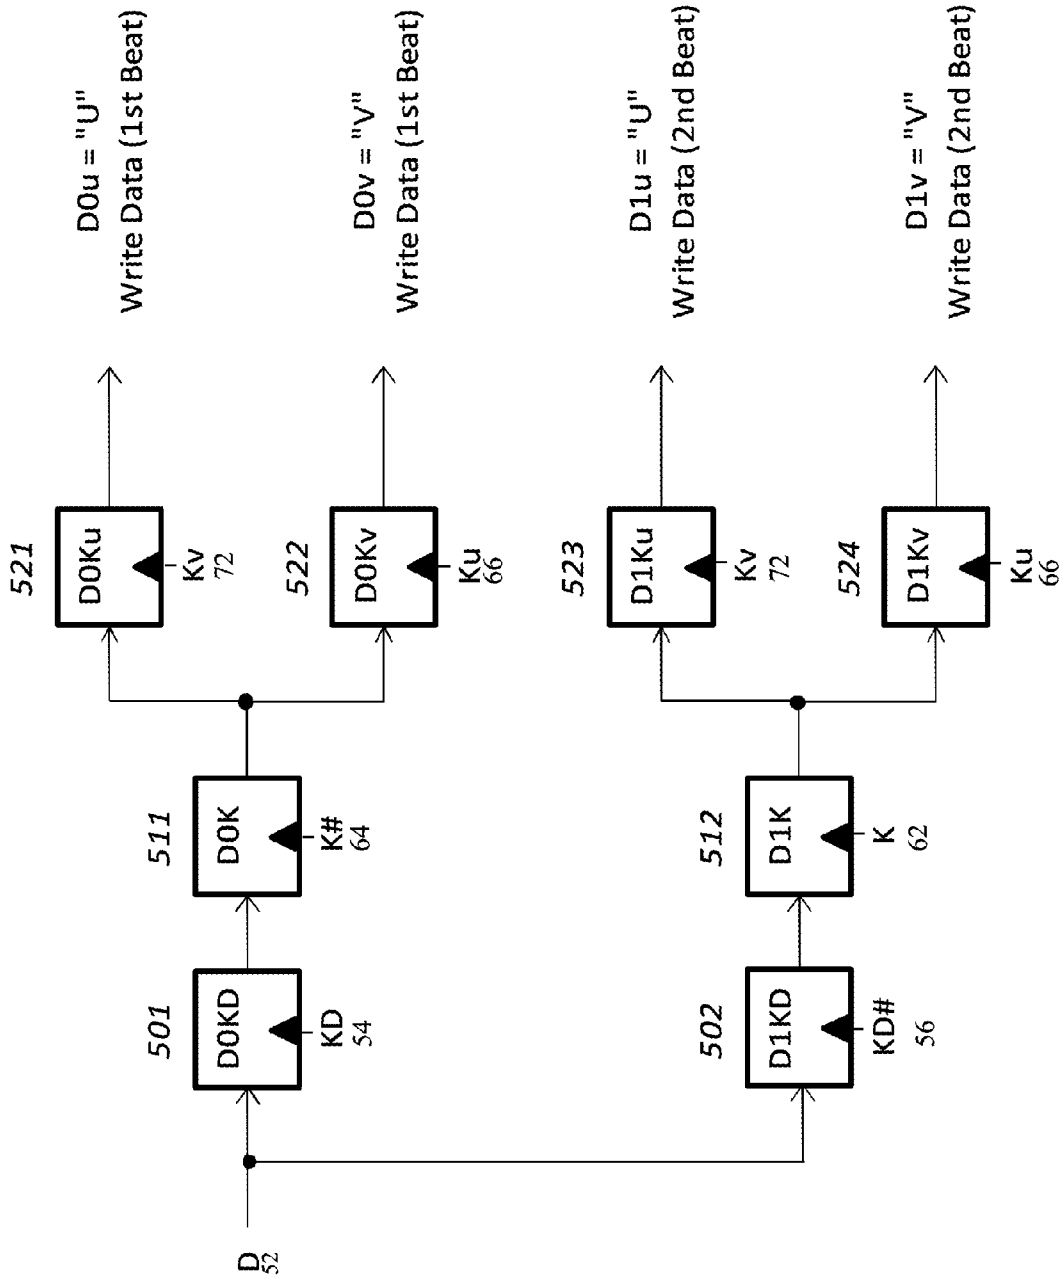 D
52
501
D0KD
KD
54
502
D1KD
KD#
56
511
D0K
K#
64
512
D1K
K
62
521
D0Ku
Kv
72
522
D0Kv
Ku
66
523
D1Ku
Kv
72
524
D1Kv
Ku
66
D0u = "U"
Write Data (1st Beat)
D0v = "V"
Write Data (1st Beat)
D1u = "U"
Write Data (2nd Beat)
D1v = "V"
Write Data (2nd Beat)